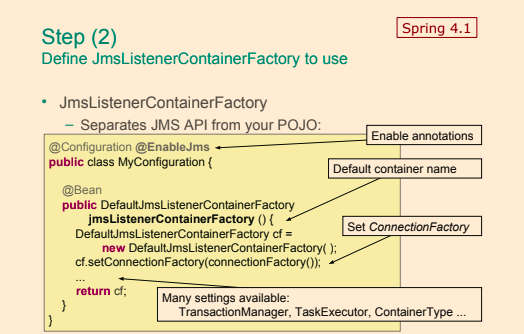 Spring 4.1
Step (2)
Define JmsListenerContainerFactory to use
• JmsListenerContainerFactory
– Separates JMS API from your POJO:
Enable annotations
@Configuration @EnableJms
public class MyConfiguration {
Default container name
@Bean
public DefaultJmsListenerContainerFactory
jmsListenerContainerFactory () {
Set ConnectionFactory
DefaultJmsListenerContainerFactory cf =
new DefaultJmsListenerContainerFactory( );
cf.setConnectionFactory(connectionFactory());
...
return cf;
Many settings available:
TransactionManager, TaskExecutor, ContainerType ...
}
}